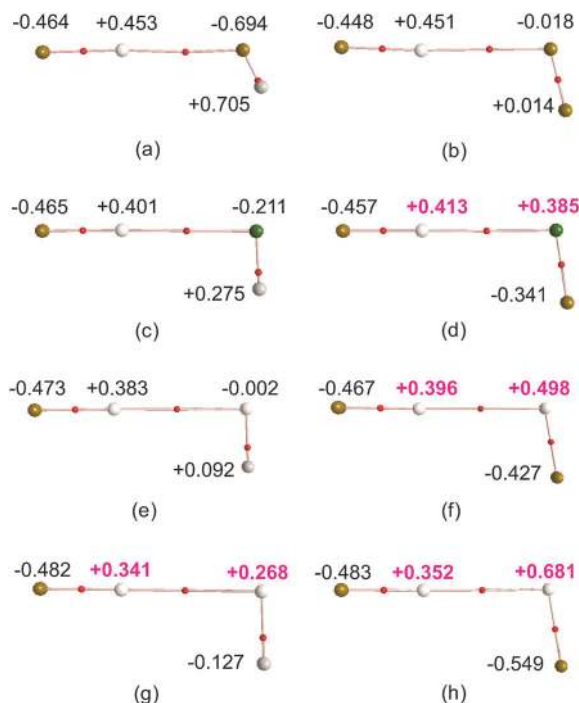 -0.464 +0.453 -0.694
+0.705
(a)
-0.448 +0.451 -0.018
+0.014
(b)
-0.465 +0.401 -0.211
+0.275
(c)
-0.457 +0.413 +0.385
-0.341
(d)
-0.473 +0.383 -0.002
+0.092
(e)
-0.467 +0.396 +0.498
-0.427
(f)
-0.482 +0.341 +0.268
-0.127
(g)
-0.483 +0.352 +0.681
-0.549
(h)